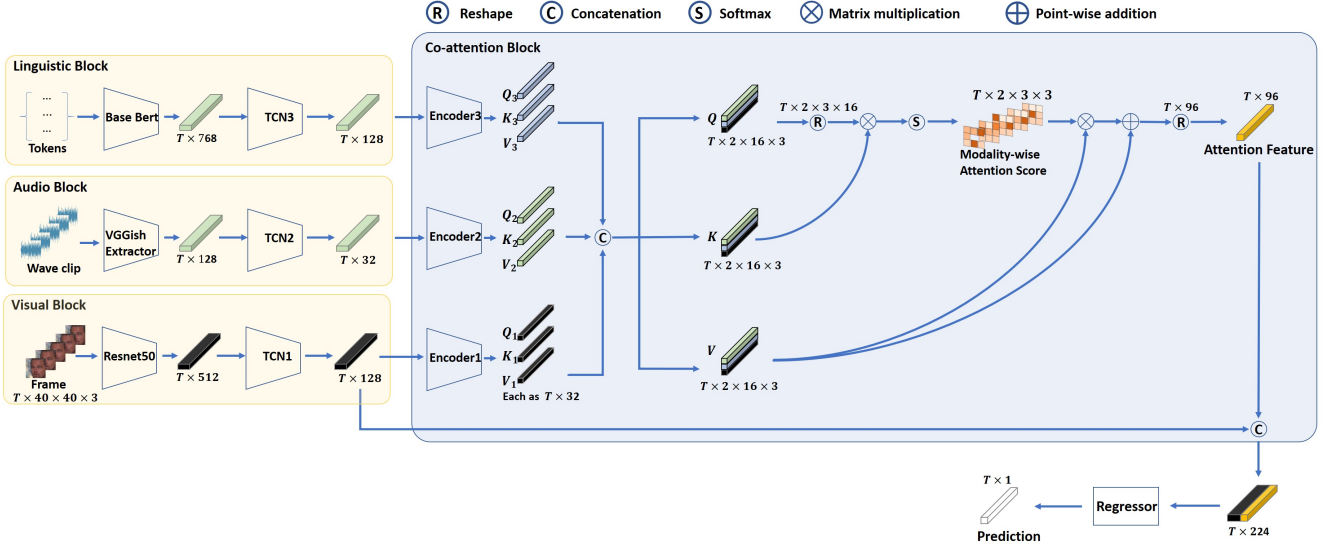 R Reshape
C Concatenation
S Softmax
Matrix multiplication
Point-wise addition
Co-attention Block
Linguistic Block
...
...
...
Tokens
Base Bert
T × 768
TCN3
T × 128
Audio Block
Wave clip
VGGish
Extractor
T × 128
TCN2
T × 32
Visual Block
Frame
T × 40 × 40 × 3
Resnet50
T × 512
TCN1
T × 128
Encoder3
Q3
K3
V3
Encoder2
Q2
K2
V2
Encoder1
Q1
K1
V1
Each as T × 32
C
Q
T × 2 × 16 × 3
K
T × 2 × 16 × 3
V
T × 2 × 16 × 3
T × 2 × 3 × 16
R
S
T × 2 × 3 × 3
Modality-wise
Attention Score
T × 96
R
T × 96
Attention Feature
C
T × 224
Regressor
T × 1
Prediction